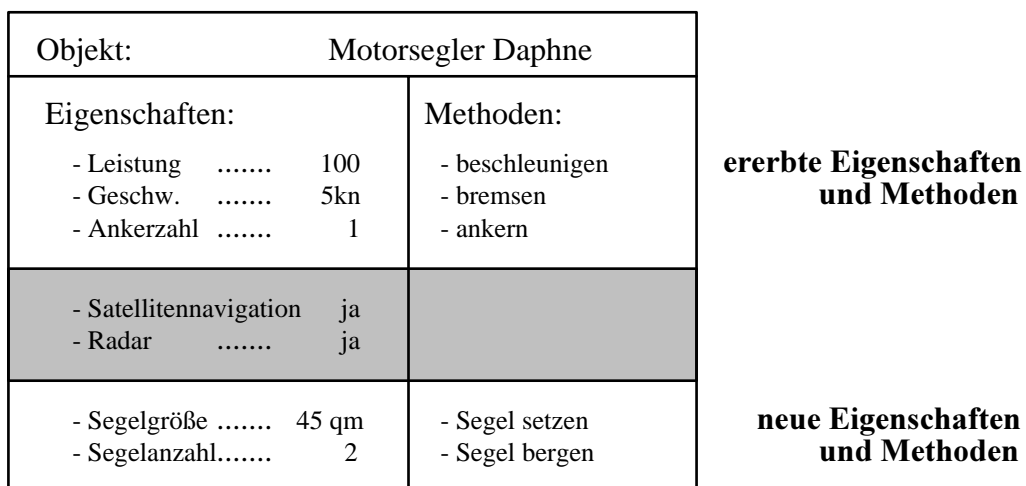 Objekt: Motorsegler Daphne
Eigenschaften: Methoden:
- Leistung ....... 100 - beschleunigen ererbte Eigenschaften
- Geschw. ....... 5kn - bremsen und Methoden
- Ankerzahl ....... 1 - ankern
- Satellitennavigation ja
- Radar ....... ja
- Segelgröße ....... 45 qm - Segel setzen neue Eigenschaften
- Segelanzahl....... 2 - Segel bergen und Methoden